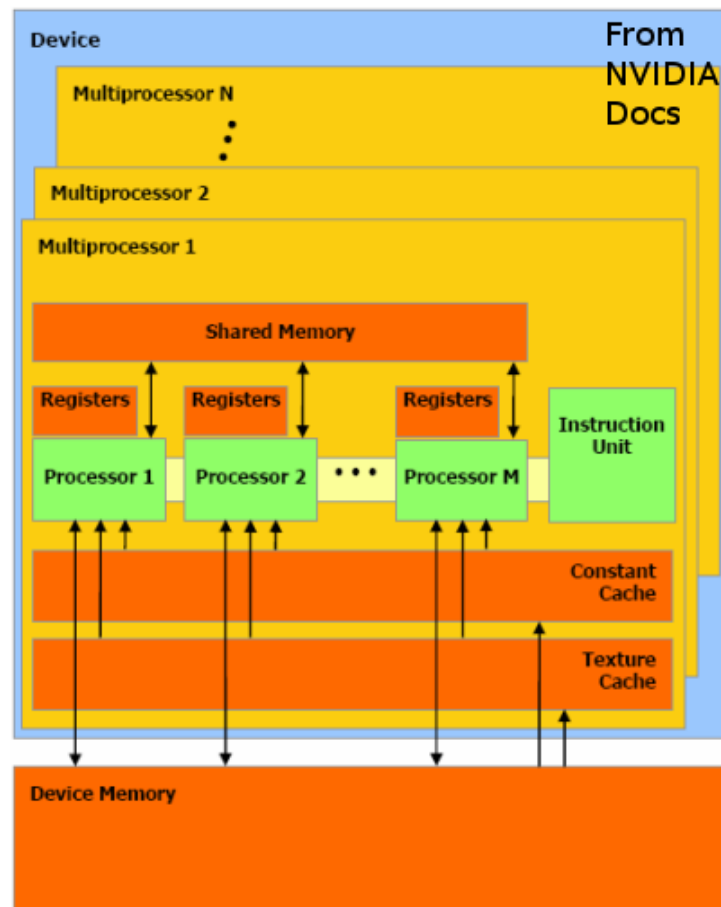 Device
From
NVIDIA
Docs
Multiprocessor N
Multiprocessor 2
Multiprocessor 1
Shared Memory
Registers
Registers
Registers
Instruction
Unit
Processor 1
Processor 2
Processor M
Constant
Cache
Texture
Cache
Device Memory